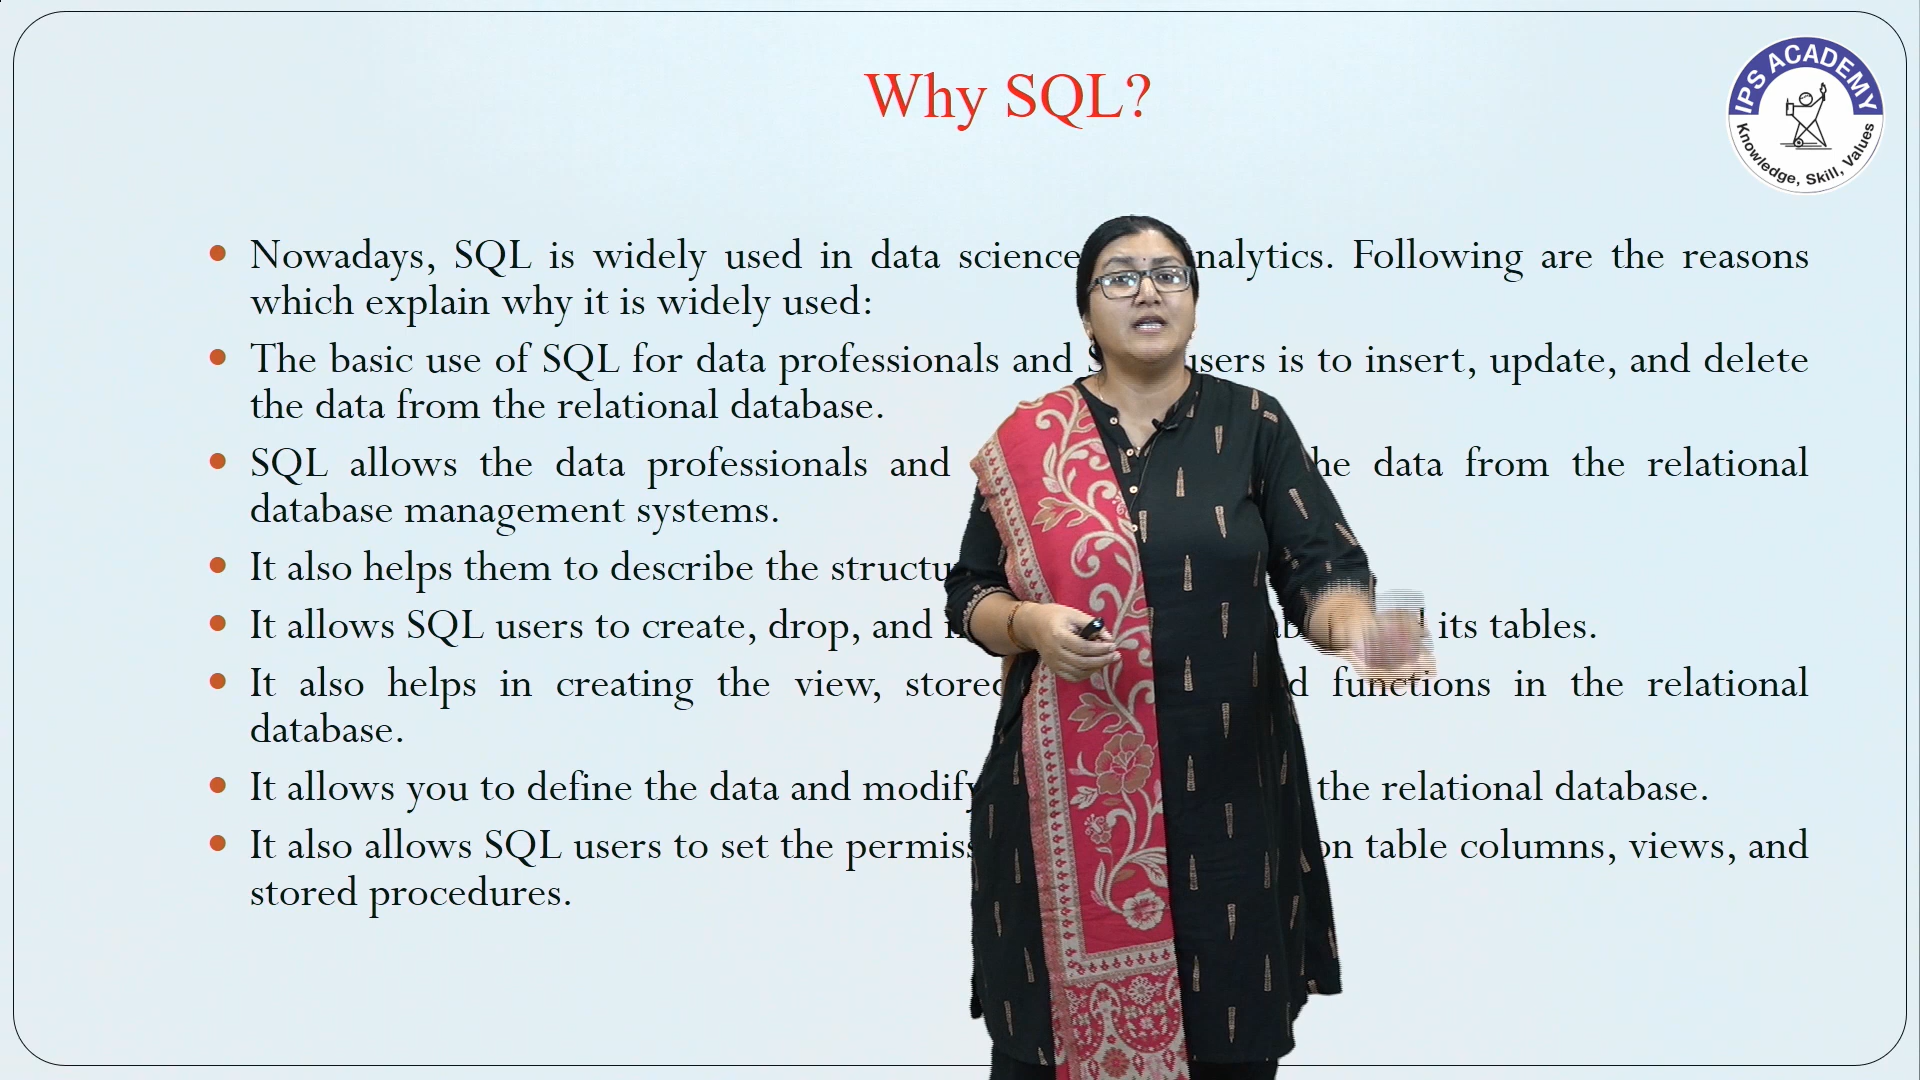 Why SQL?
IPS ACADEMY
Knowledge, Skill, Values
Nowadays, SQL is widely used in data science nalytics. Following are the reasons
which explain why it is widely used:
The basic use of SQL for data professionals and users is to insert, update, and delete
the data from the relational database.
SQL allows the data professionals and he data from the relational
database management systems.
It also helps them to describe the structu
It allows SQL users to create, drop, and its tables.
It also helps in creating the view, stored functions in the relational
database.
It allows you to define the data and modify the relational database.
It also allows SQL users to set the permiss on table columns, views, and
stored procedures.